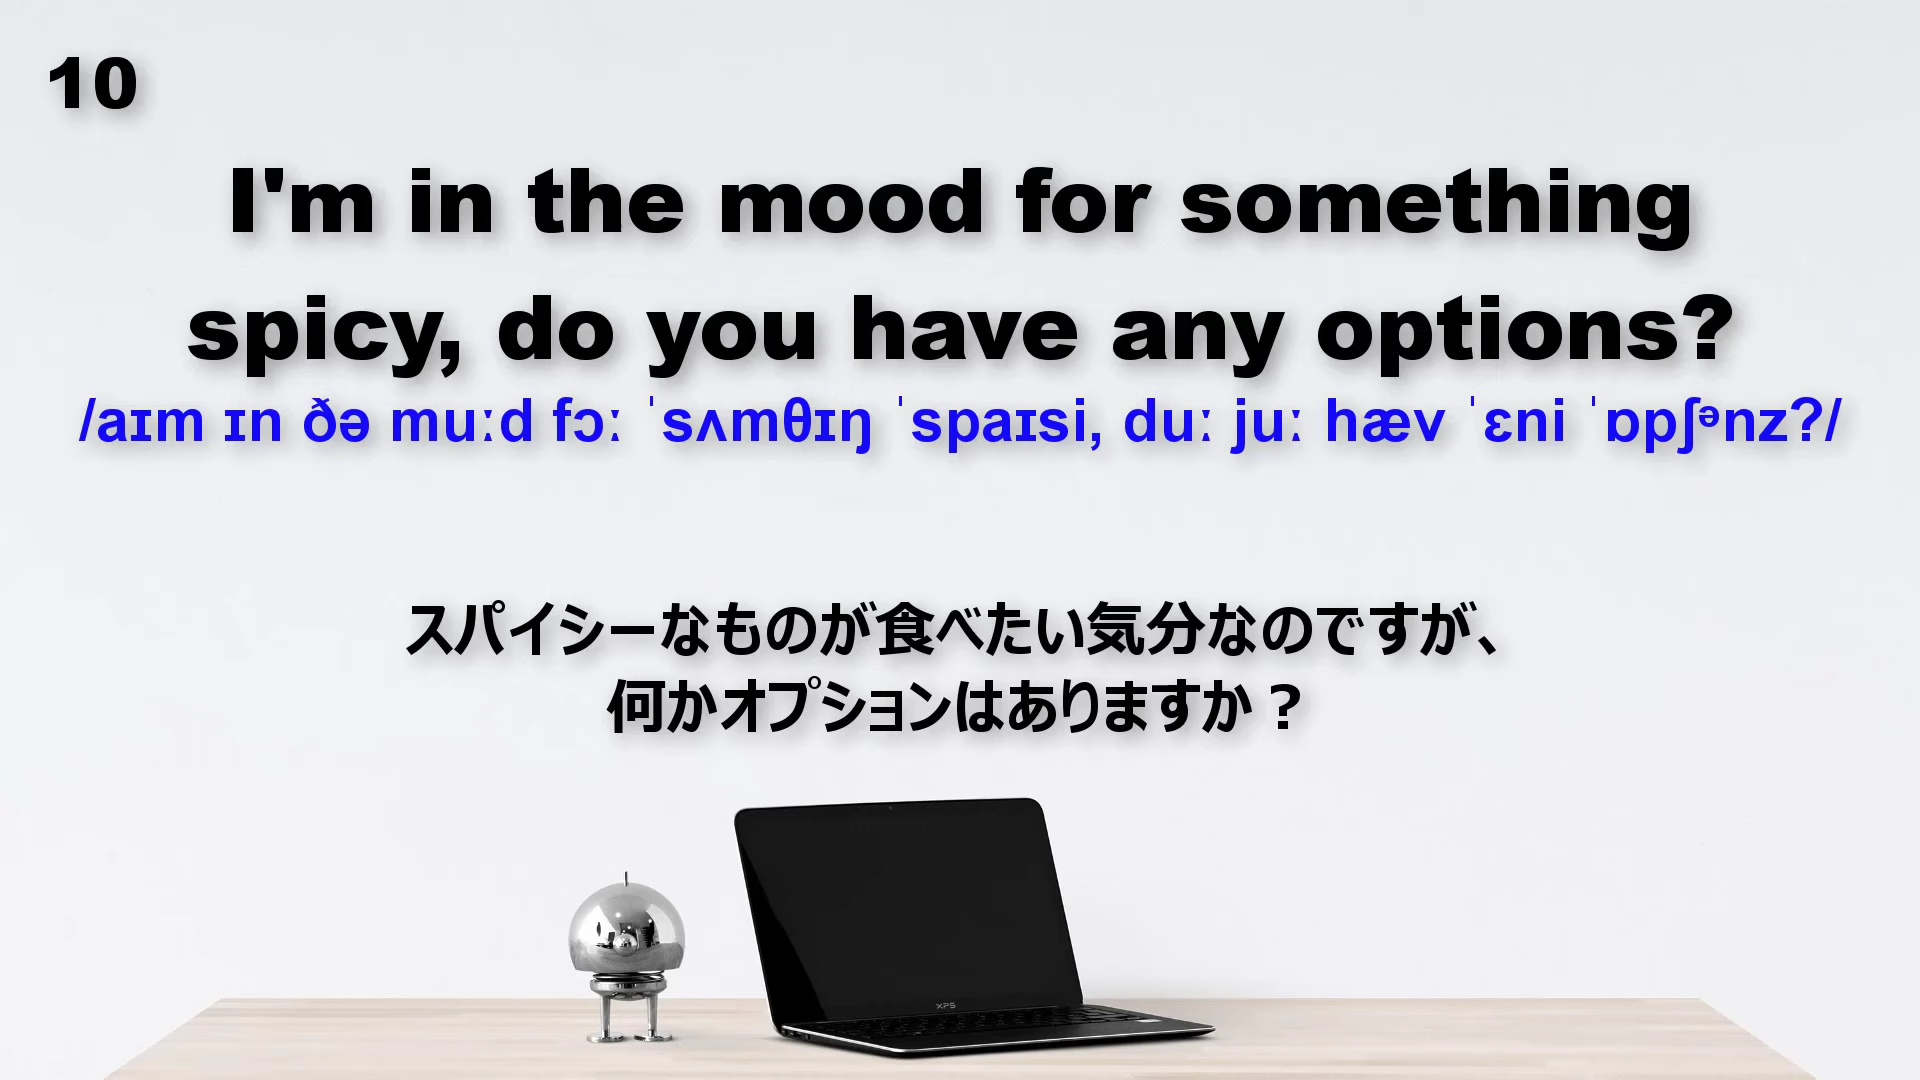 10
I'm in the mood for something
spicy, do you have any options?
/aɪm ɪn ðə muːd fɔː ˈsʌmθɪŋ ˈspaɪsi, duː juː hæv ˈɛni ˈɒpʃᵊnz?/
スパイシーなものが食べたい気分なのですが、
何かオプションはありますか？
XPS